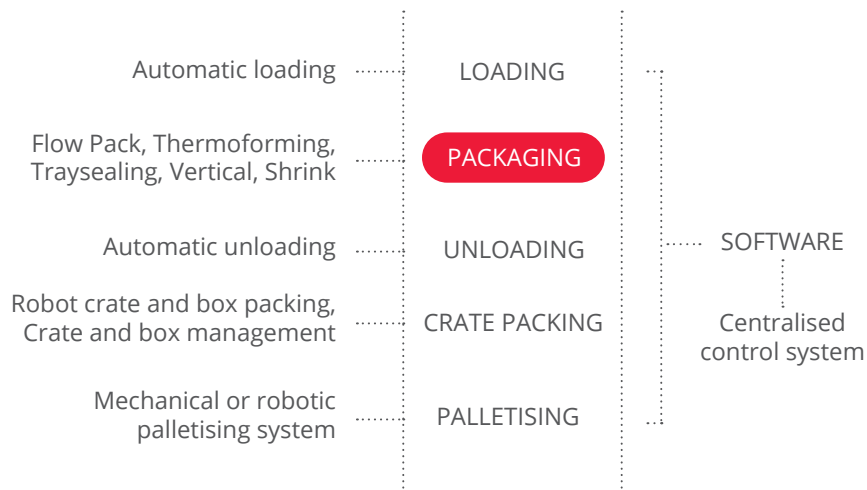 Automatic loading
LOADING
Flow Pack, Thermoforming,
Traysealing, Vertical, Shrink
PACKAGING
Automatic unloading
UNLOADING
SOFTWARE
Robot crate and box packing,
Crate and box management
CRATE PACKING
Centralised
control system
Mechanical or robotic
palletising system
PALLETISING